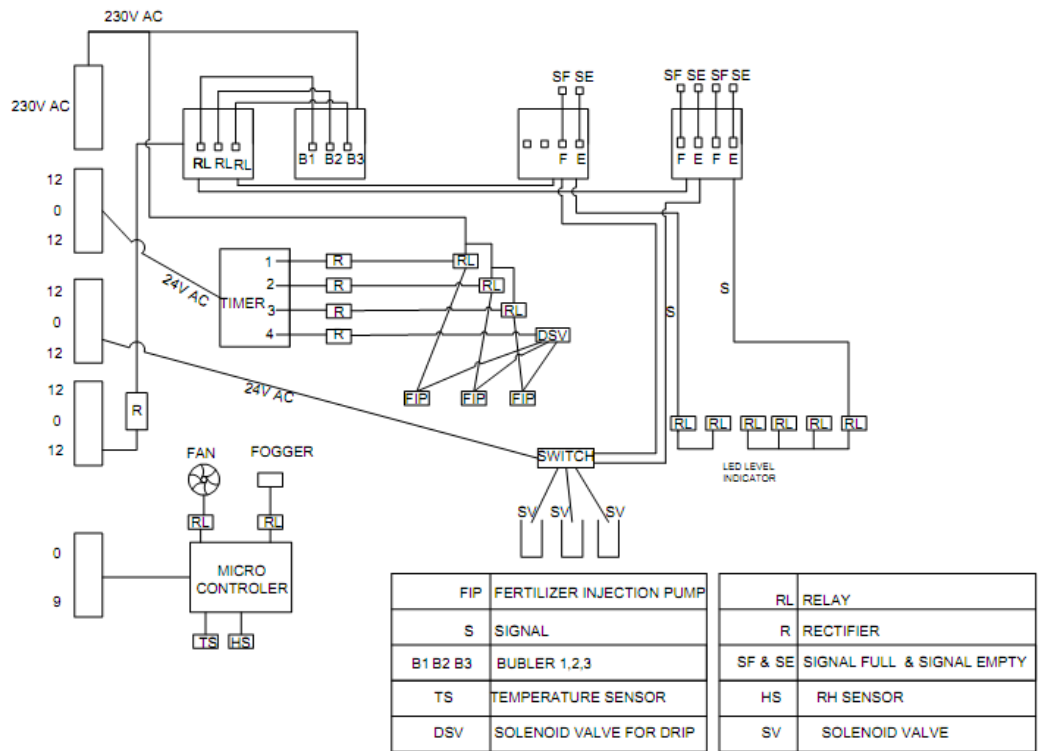 230V AC
230V AC
SF SE
SF SE SF SE
RL RL RL
B1 B2 B3
F E
F E F E
12
0
12
24V AC
TIMER
1
2
3
4
R
R
R
R
RL
RL
RL
DSV
S
S
12
0
12
24V AC
FIP FIP FIP
12
0
12
R
RL RL RL RL RL RL
LED LEVEL
INDICATOR
SWITCH
SV SV SV
FAN FOGGER
RL RL
MICRO
CONTROLER
TS HS
0
9
FIP FERTILIZER INJECTION PUMP
S SIGNAL
B1 B2 B3 BUBLER 1,2,3
TS TEMPERATURE SENSOR
DSV SOLENOID VALVE FOR DRIP
RL RELAY
R RECTIFIER
SF & SE SIGNAL FULL & SIGNAL EMPTY
HS RH SENSOR
SV SOLENOID VALVE